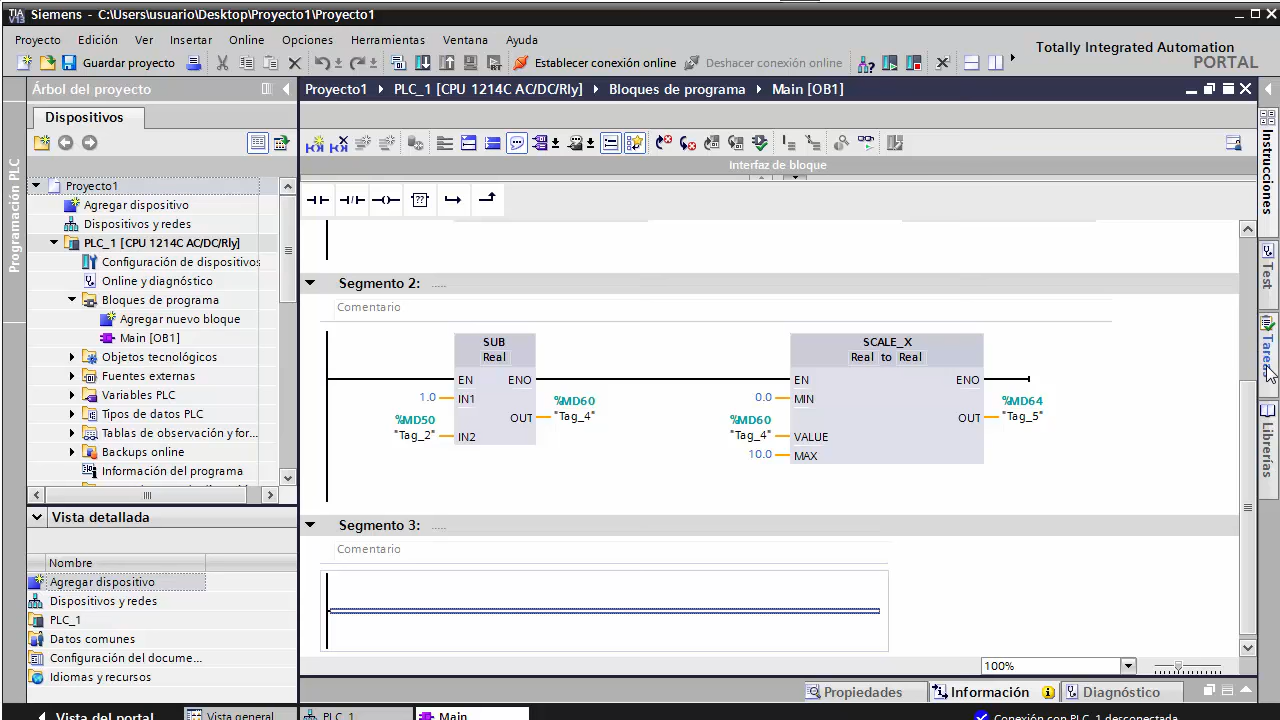 TIA
V13
Siemens - C:\Users\usuario\Desktop\Proyecto1\Proyecto1
Proyecto Edición Ver Insertar Online Opciones Herramientas Ventana Ayuda
Totally Integrated Automation
PORTAL
Guardar proyecto Establecer conexión online Deshacer conexión online
Árbol del proyecto
Proyecto1 PLC_1 [CPU 1214C AC/DC/Rly] Bloques de programa Main [OB1]
Dispositivos
Programación PLC
Interfaz de bloque
Proyecto1
Agregar dispositivo
Dispositivos y redes
PLC_1 [CPU 1214C AC/DC/Rly]
Configuración de dispositivos
Online y diagnóstico
Bloques de programa
Agregar nuevo bloque
Main [OB1]
Objetos tecnológicos
Fuentes externas
Variables PLC
Tipos de datos PLC
Tablas de observación y for...
Backups online
Información del programa
Vista detallada
Nombre
Agregar dispositivo
Dispositivos y redes
PLC_1
Datos comunes
Configuración del docume...
Idiomas y recursos
??
Segmento 2: .....
Comentario
SUB
Real
EN ENO
1.0 IN1
%MD50
"Tag_2" IN2
OUT %MD60
"Tag_4"
SCALE_X
Real to Real
EN ENO
0.0 MIN
%MD60
"Tag_4" VALUE
10.0 MAX
OUT %MD64
"Tag_5"
Segmento 3: .....
Comentario
100%
Propiedades Información Diagnóstico
Instrucciones
Test
Tareas
Librerías
Vista del portal Vista general PLC_1 Main
Conexión con PLC_1 desconectada